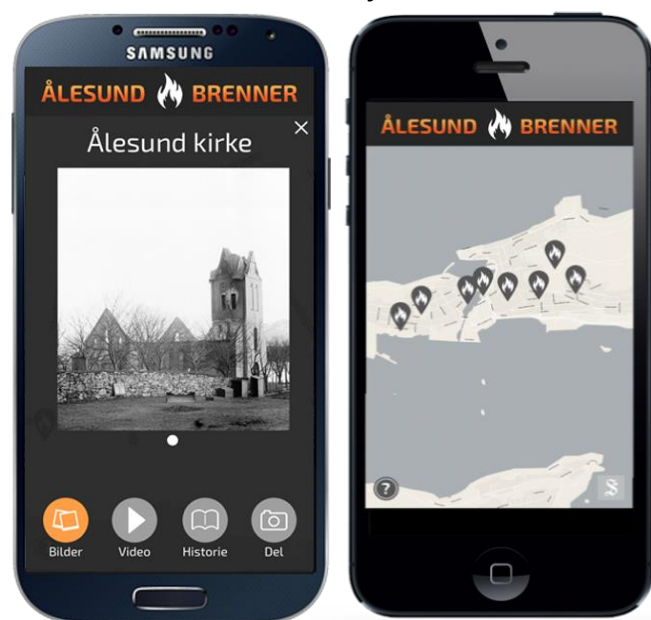 SAMSUNG
ÅLESUND BRENNER
Ålesund kirke
Bilder Video Historie Del
ÅLESUND BRENNER
?
S